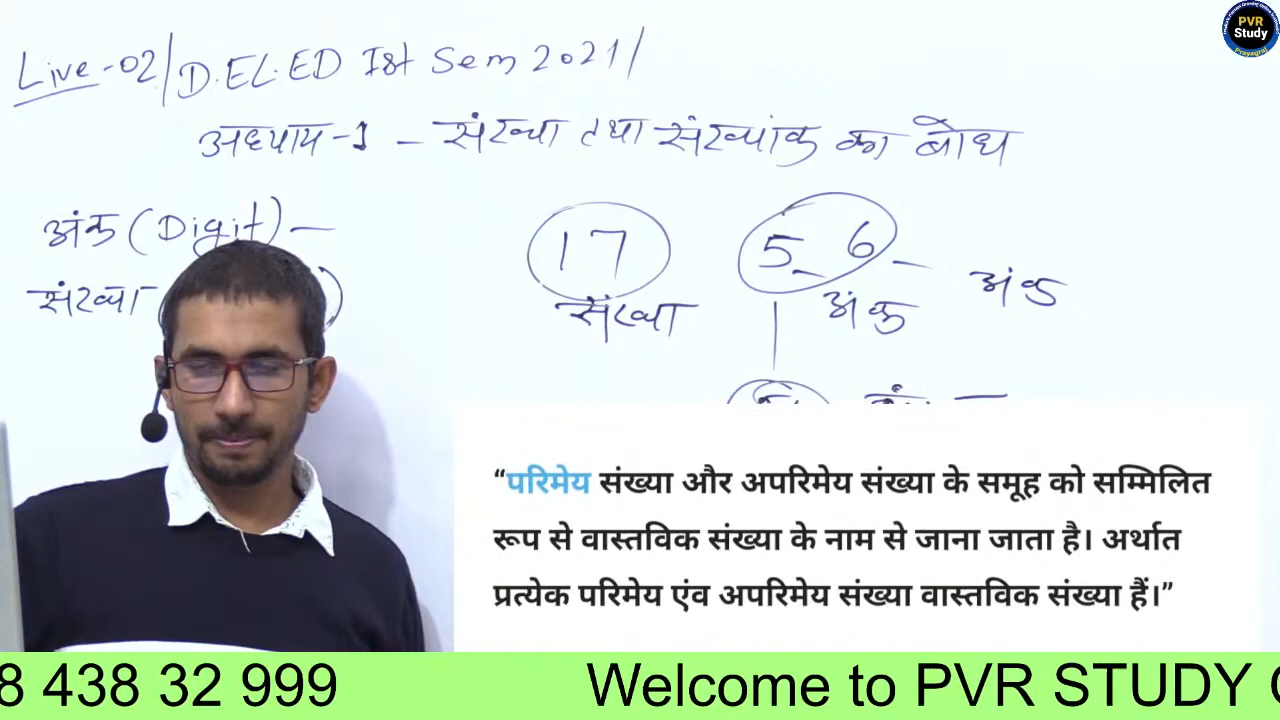 Live-02/D.EL.ED Ist Sem 2021/
PVR
Study
Prayagraj
अध्याय-1 - संख्या तथा संख्यांक का बोध
अंक (Digit) -
17
5 6 -
अंक
संख्या (
)
संख्या
अंक
“परिमेय संख्या और अपरिमेय संख्या के समूह को सम्मिलित
रूप से वास्तविक संख्या के नाम से जाना जाता है। अर्थात
प्रत्येक परिमेय एंव अपरिमेय संख्या वास्तविक संख्या हैं।”
8 438 32 999
Welcome to PVR STUDY